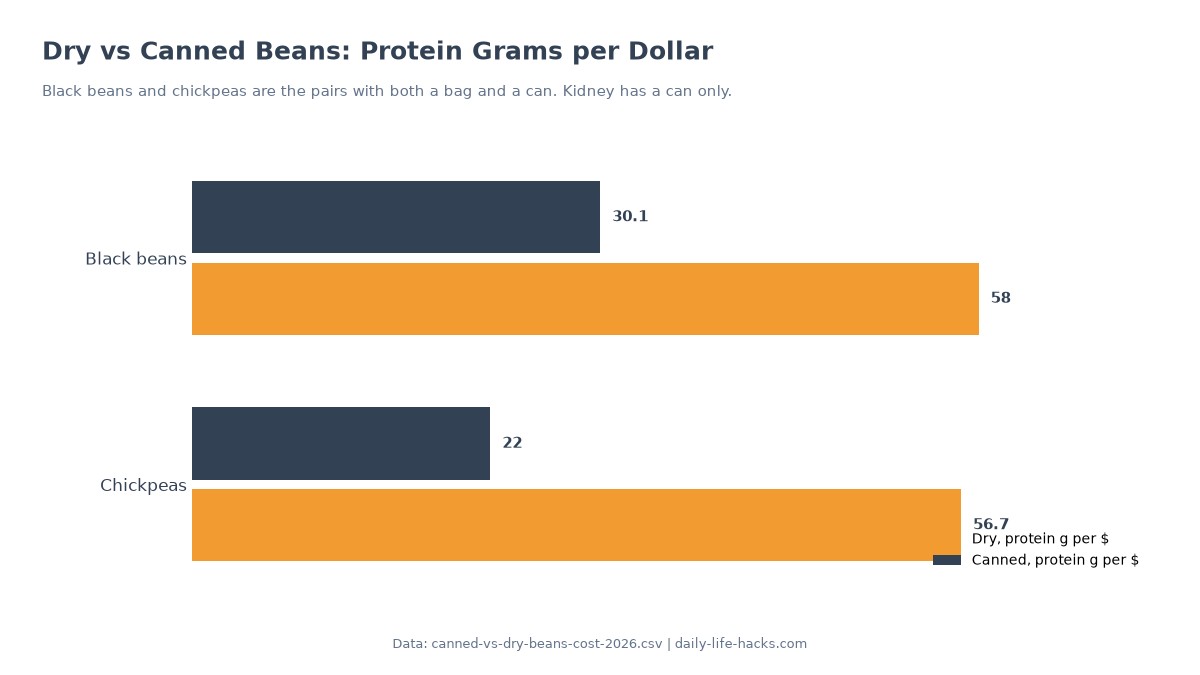 Dry vs Canned Beans: Protein Grams per Dollar
Black beans and chickpeas are the pairs with both a bag and a can. Kidney has a can only.
30.1
Black beans
58
22
Chickpeas
56.7
Dry, protein g per $
Canned, protein g per $
Data: canned-vs-dry-beans-cost-2026.csv | daily-life-hacks.com